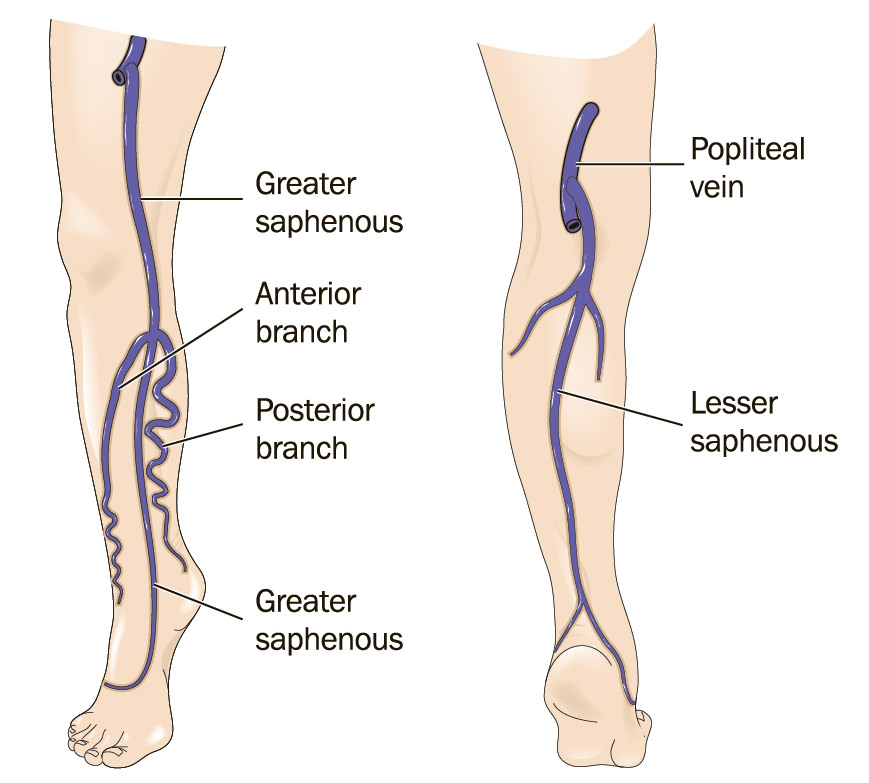 Greater
saphenous
Anterior
branch
Posterior
branch
Greater
saphenous
Popliteal
vein
Lesser
saphenous